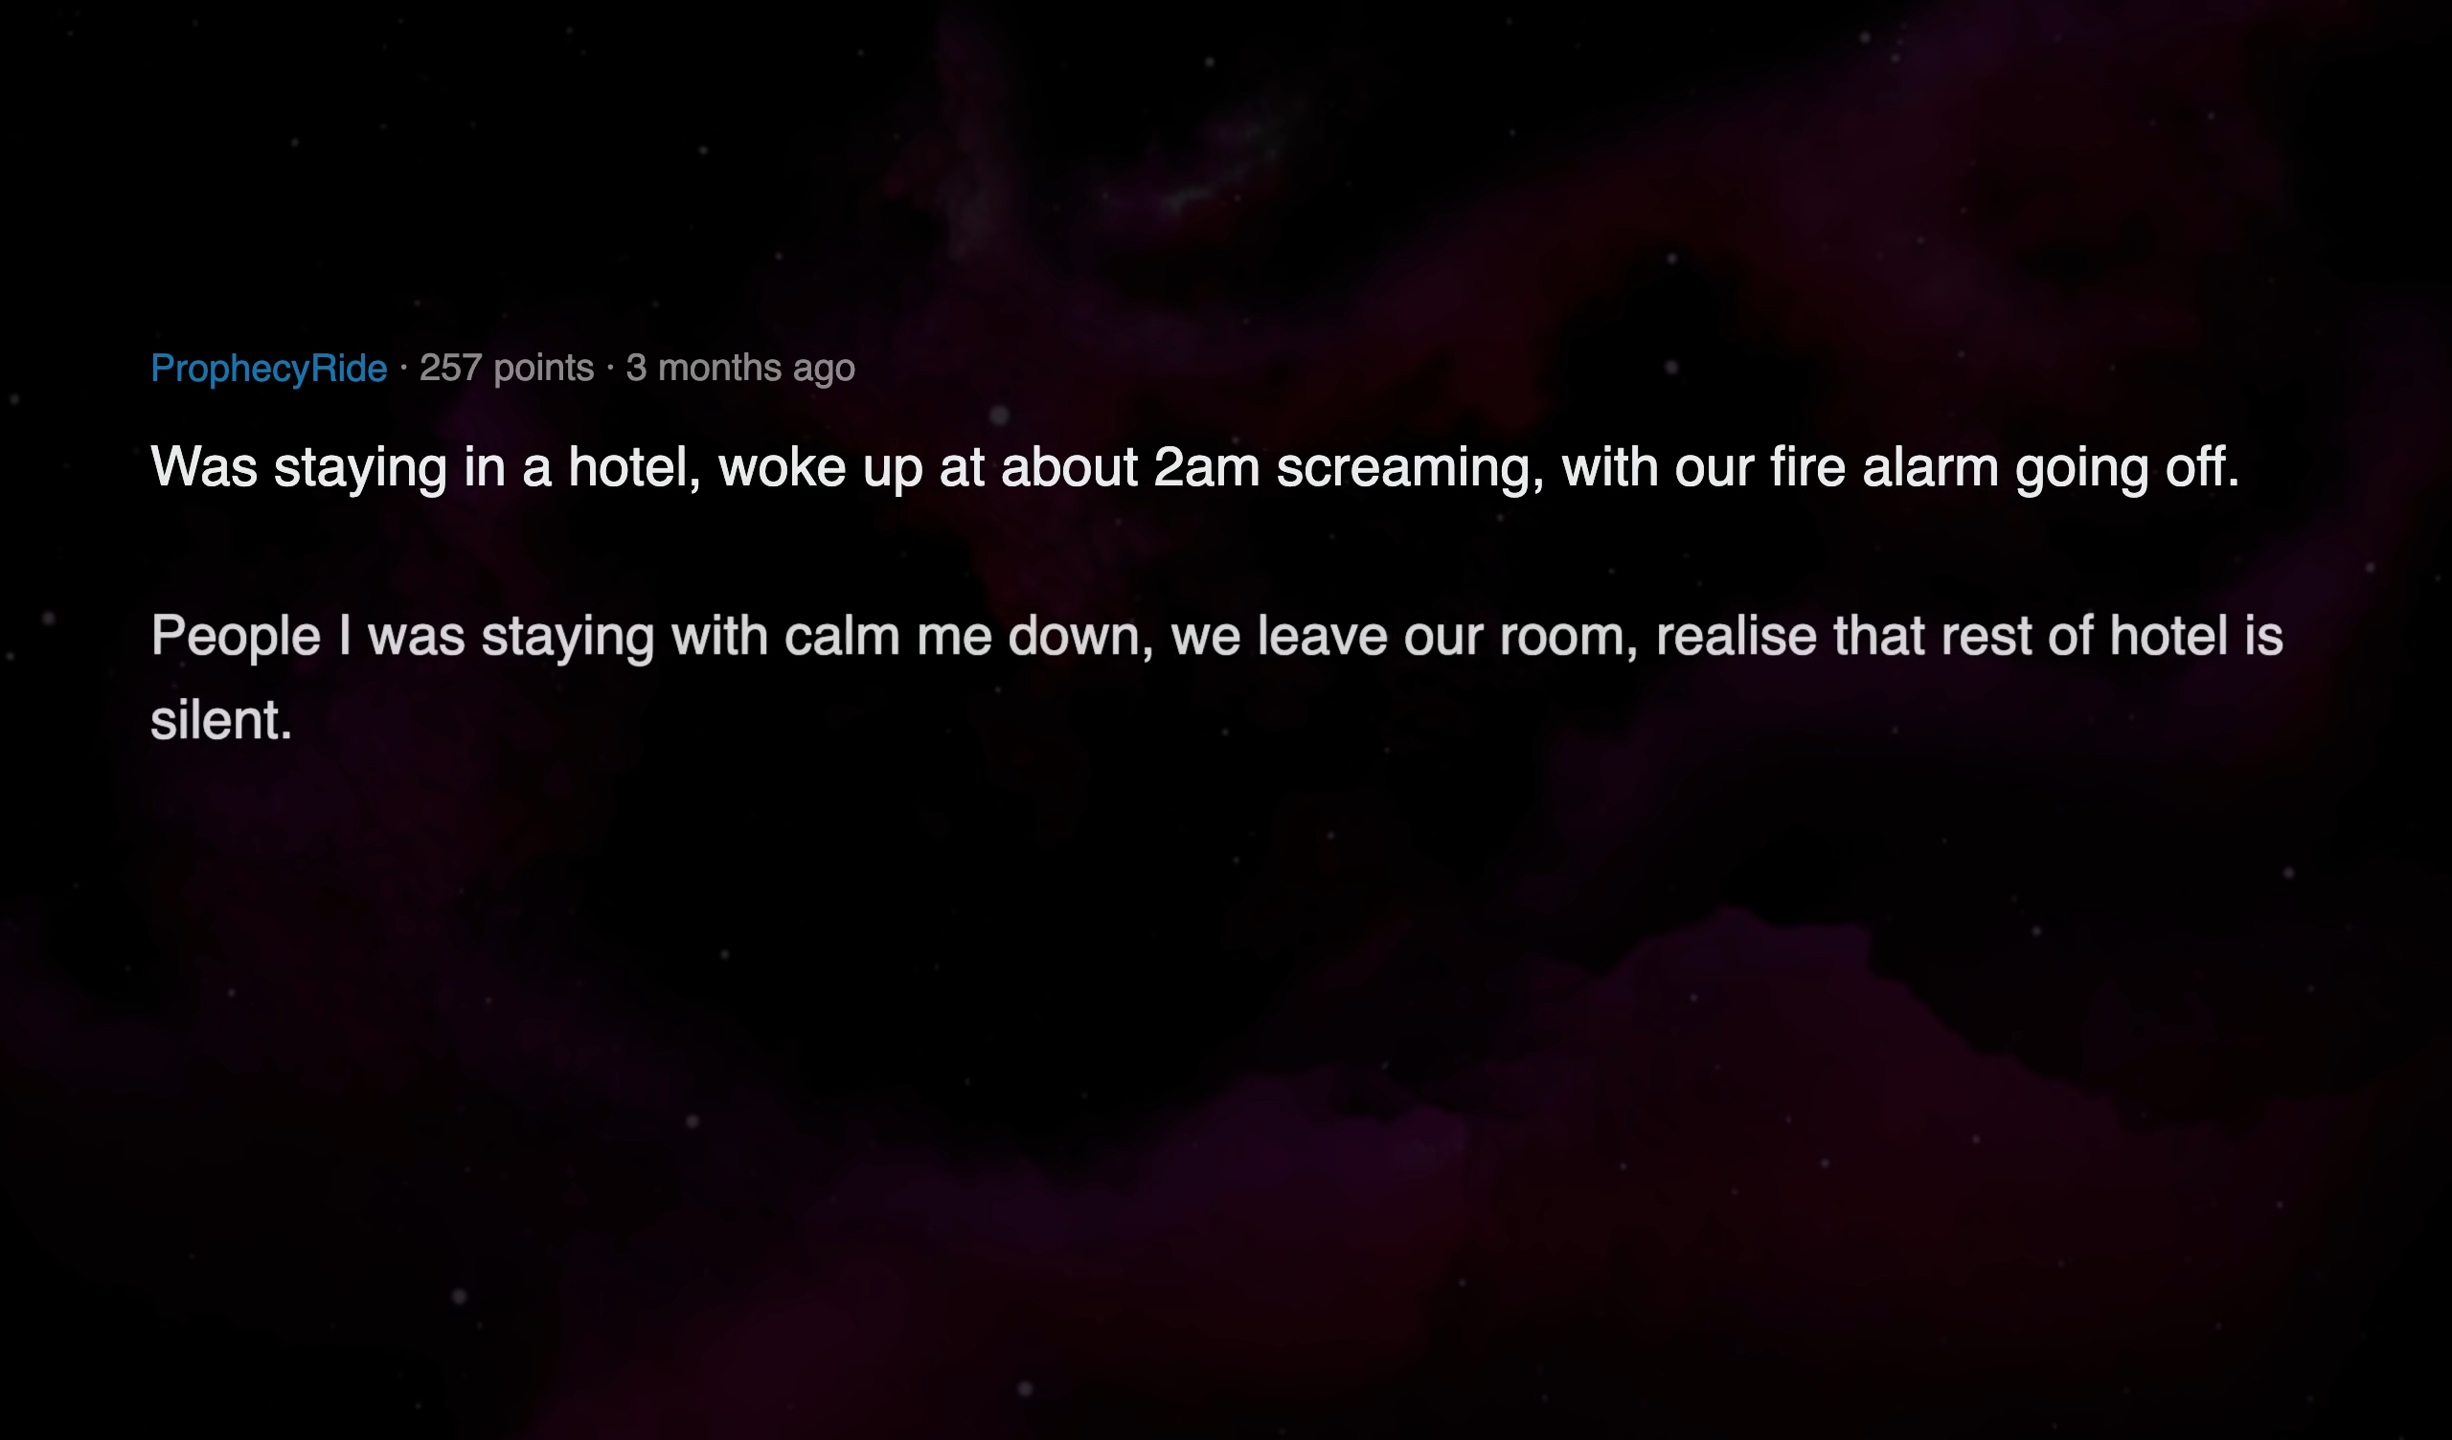 ProphecyRide · 257 points · 3 months ago
Was staying in a hotel, woke up at about 2am screaming, with our fire alarm going off.
People I was staying with calm me down, we leave our room, realise that rest of hotel is
silent.